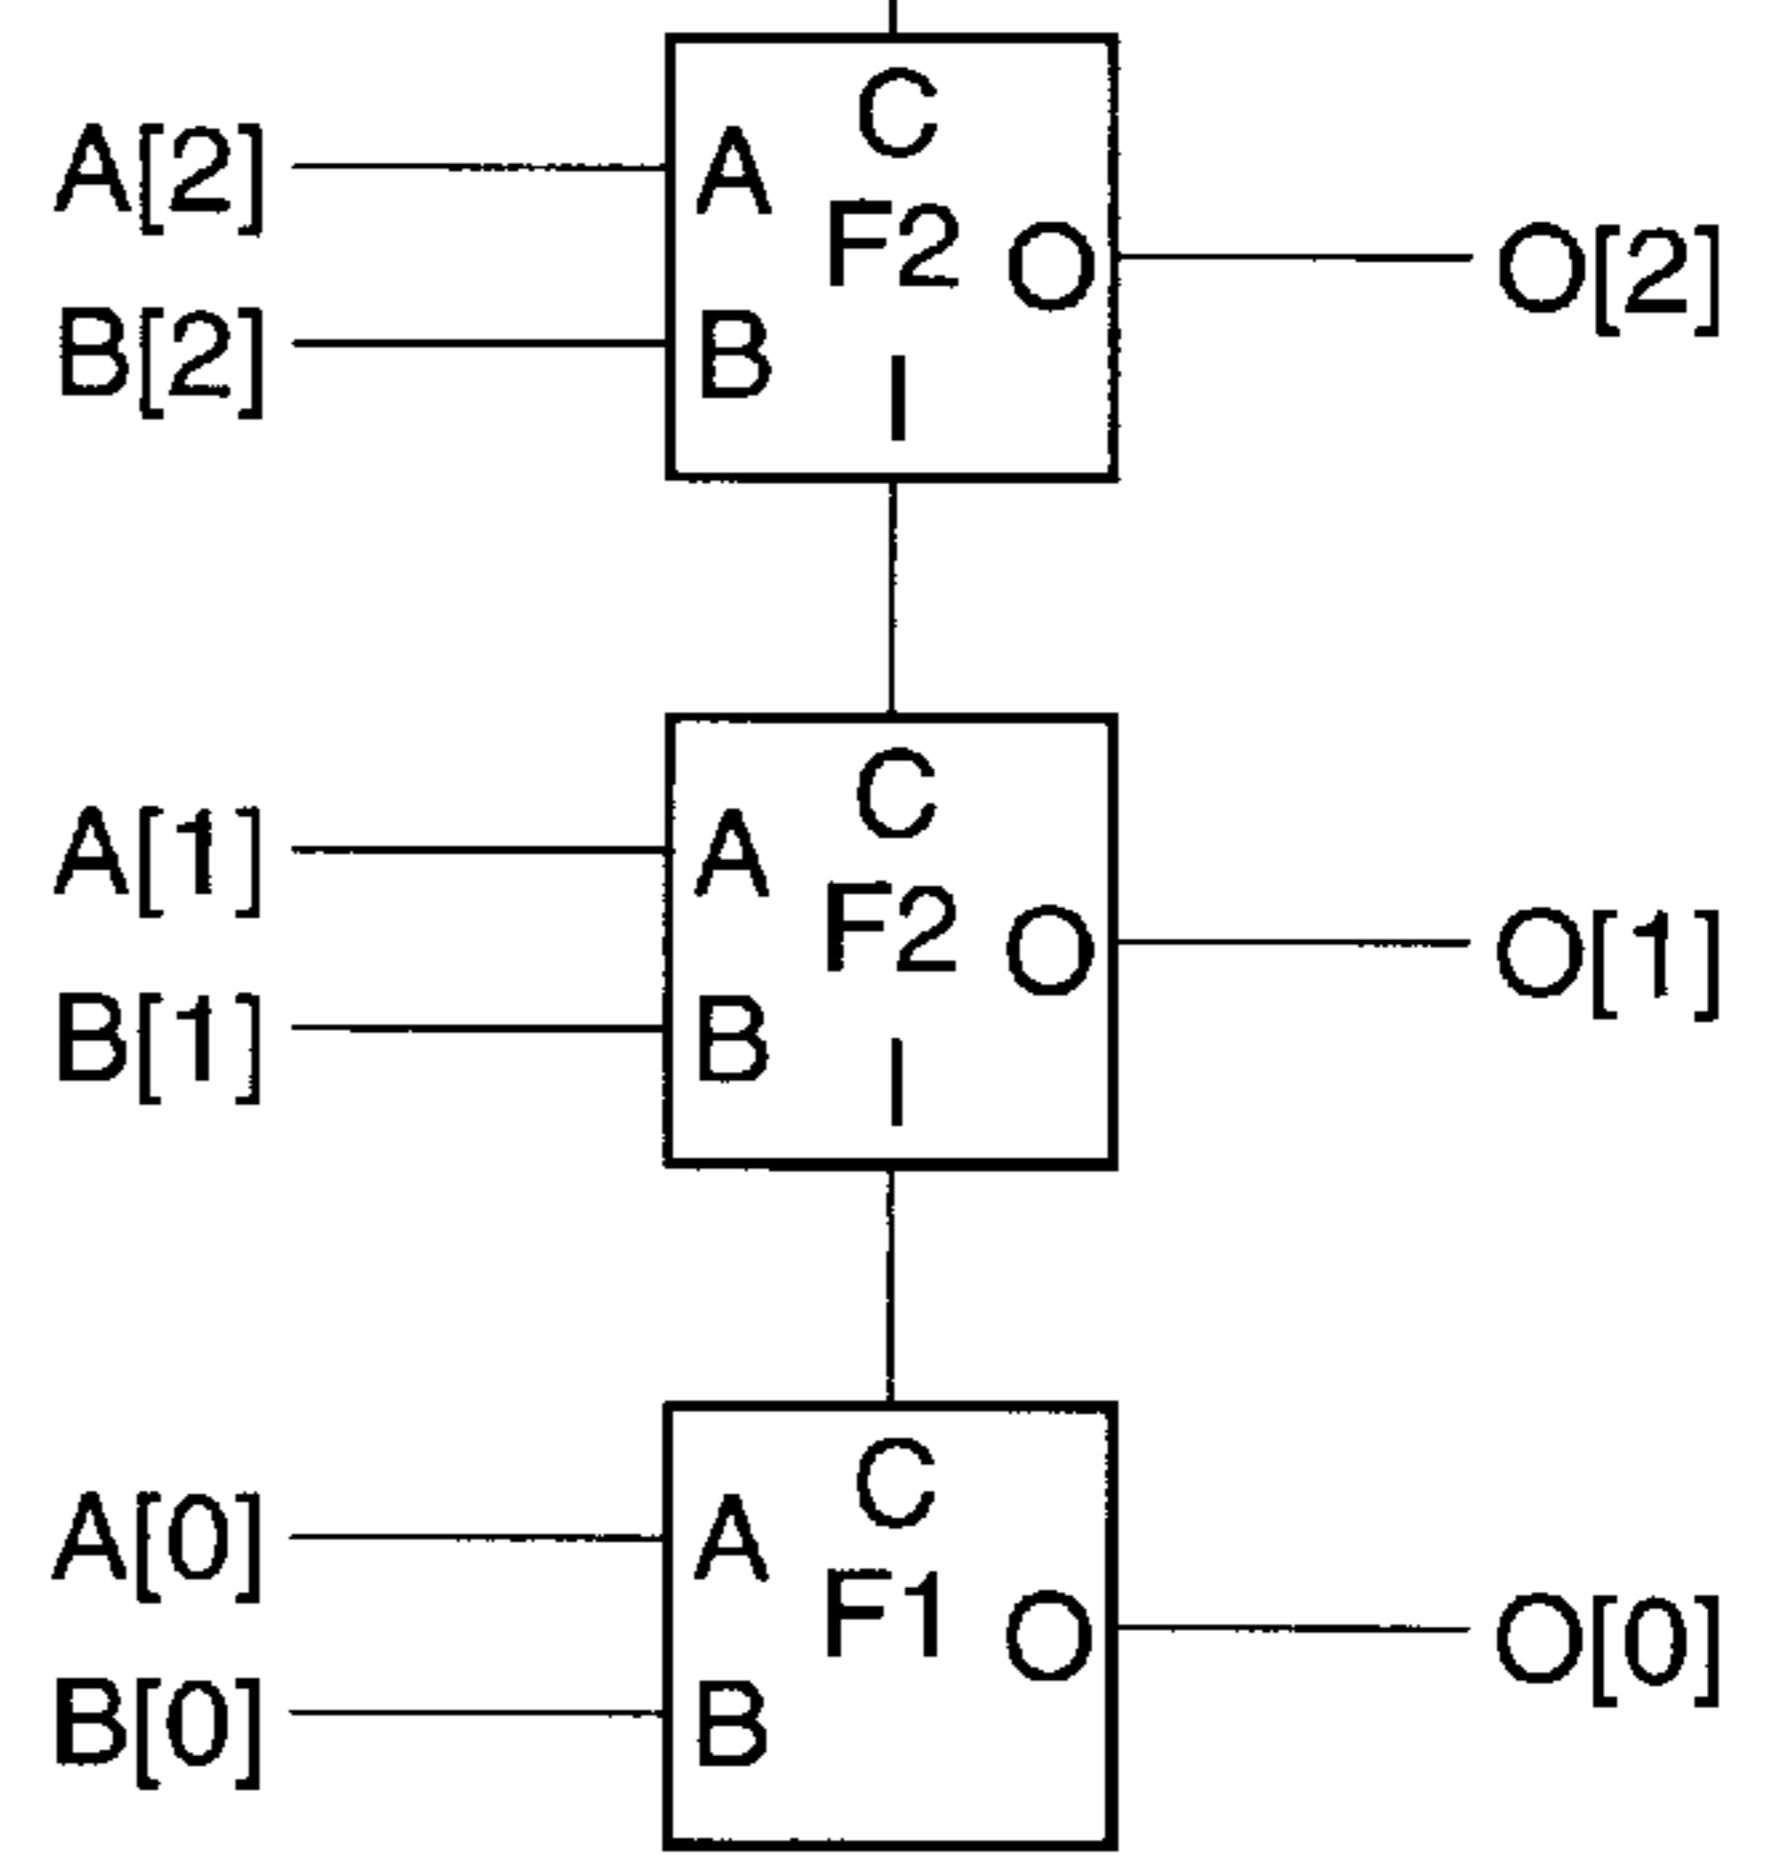 C
A[2] A
F2 O O[2]
B[2] B
I
C
A[1] A
F2 O O[1]
B[1] B
I
C
A[0] A
F1 O O[0]
B[0] B